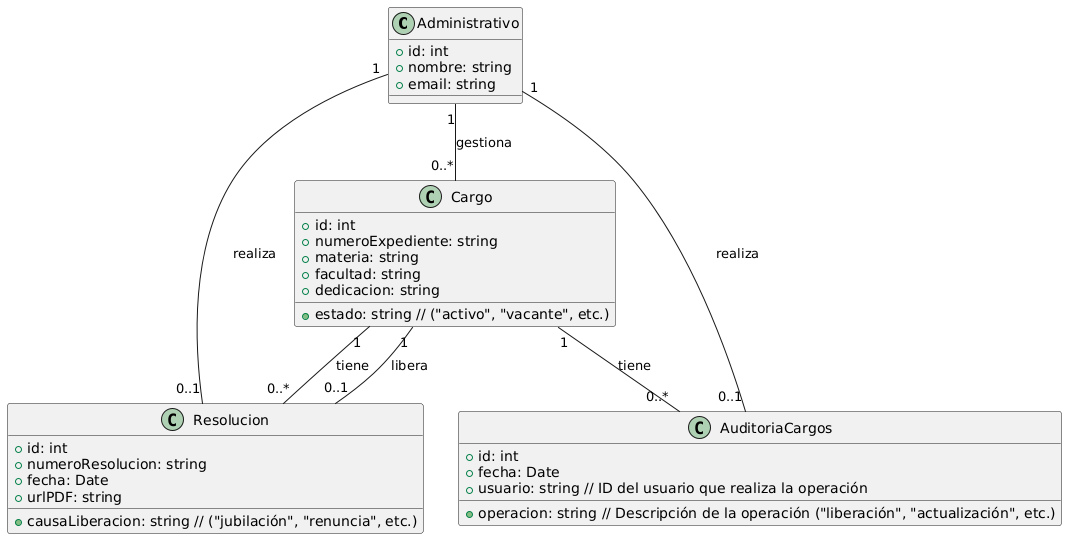 C Administrativo
id: int
nombre: string
email: string
1
1
1
gestiona
0..*
C Cargo
id: int
numeroExpediente: string
materia: string
facultad: string
dedicacion: string
estado: string // ("activo", "vacante", etc.)
realiza
realiza
1
1
1
tiene
libera
tiene
0..1
0..*
0..1
0..*
0..1
C Resolucion
id: int
numeroResolucion: string
fecha: Date
urlPDF: string
causaLiberacion: string // ("jubilación", "renuncia", etc.)
C AuditoriaCargos
id: int
fecha: Date
usuario: string // ID del usuario que realiza la operación
operacion: string // Descripción de la operación ("liberación", "actualización", etc.)